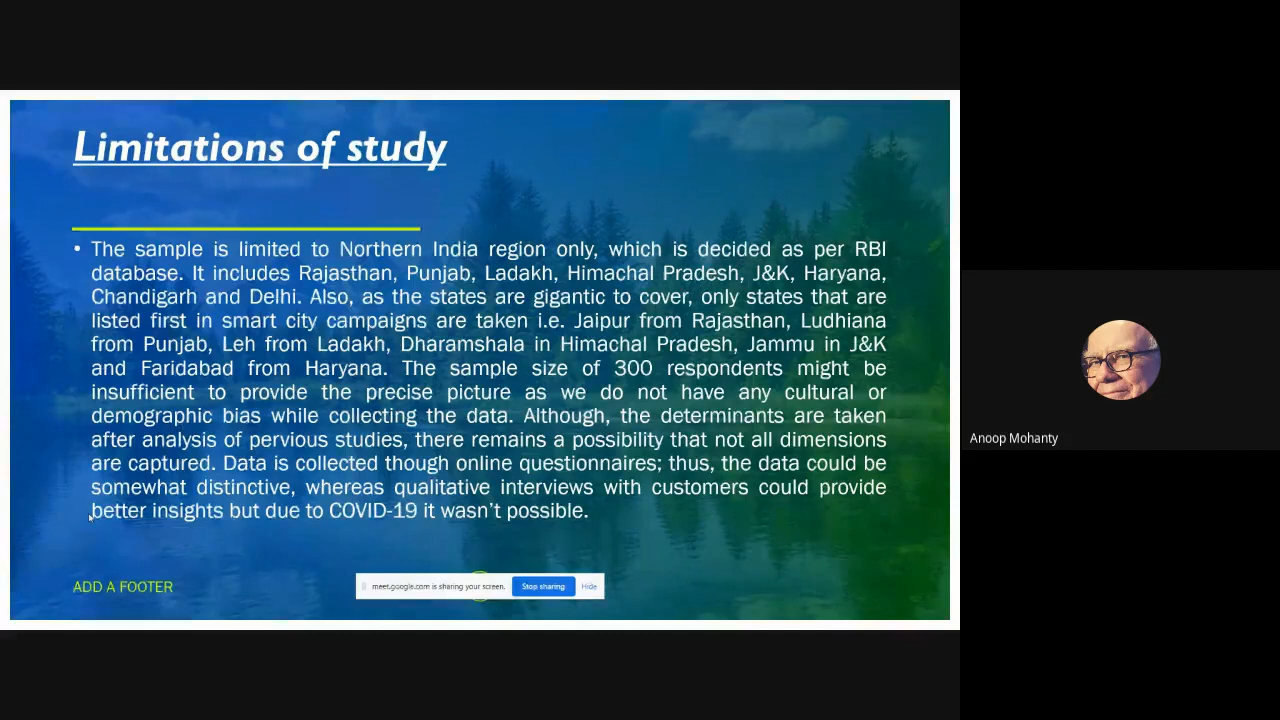 Limitations of study
• The sample is limited to Northern India region only, which is decided as per RBI
database. It includes Rajasthan, Punjab, Ladakh, Himachal Pradesh, J&K, Haryana,
Chandigarh and Delhi. Also, as the states are gigantic to cover, only states that are
listed first in smart city campaigns are taken i.e. Jaipur from Rajasthan, Ludhiana
from Punjab, Leh from Ladakh, Dharamshala in Himachal Pradesh, Jammu in J&K
and Faridabad from Haryana. The sample size of 300 respondents might be
insufficient to provide the precise picture as we do not have any cultural or
demographic bias while collecting the data. Although, the determinants are taken
after analysis of pervious studies, there remains a possibility that not all dimensions
are captured. Data is collected though online questionnaires; thus, the data could be
somewhat distinctive, whereas qualitative interviews with customers could provide
better insights but due to COVID-19 it wasn't possible.
ADD A FOOTER
meet.google.com is sharing your screen. Stop sharing Hide
Anoop Mohanty